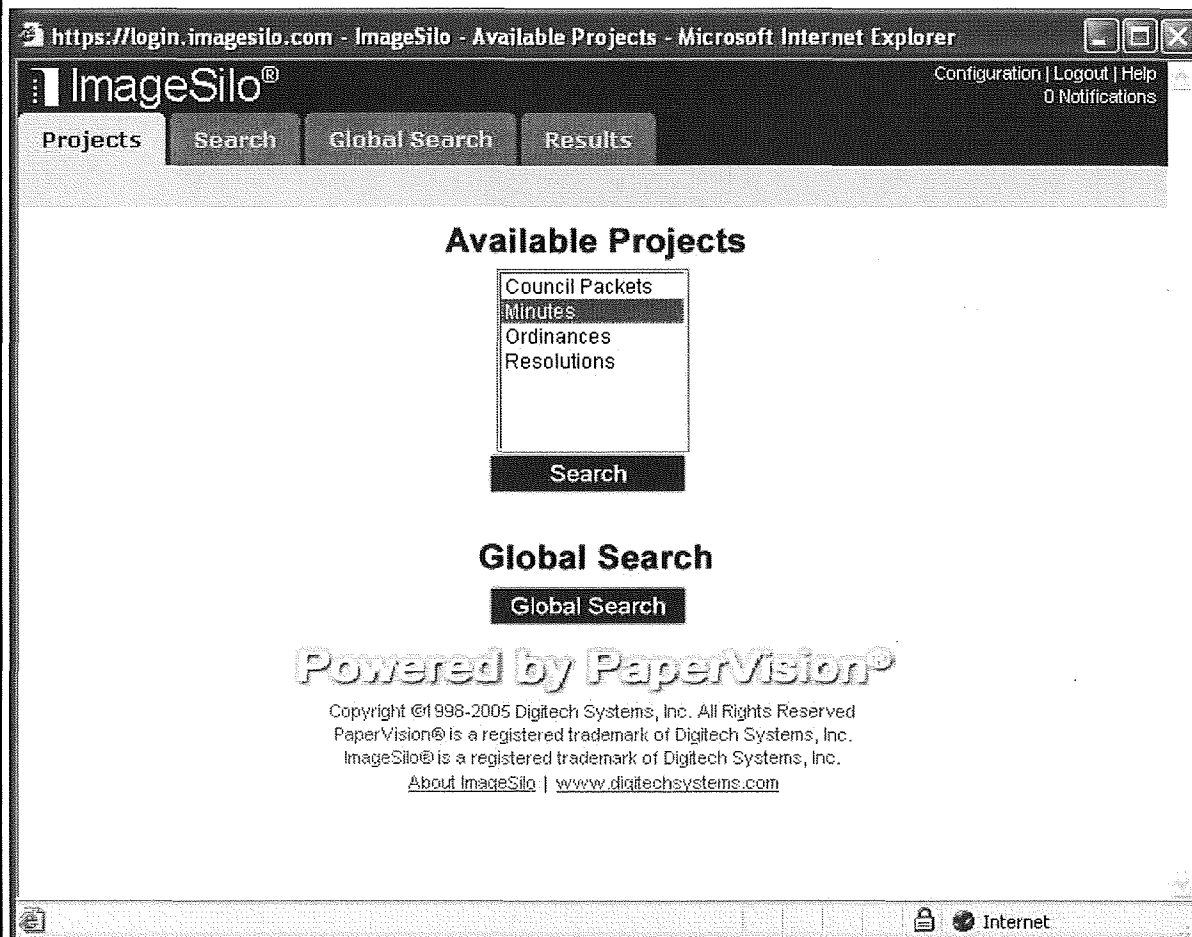 https://login.imagesilo.com - ImageSilo - Available Projects - Microsoft Internet Explorer
ImageSilo®
Configuration | Logout | Help
0 Notifications
Projects
Search
Global Search
Results
Available Projects
Council Packets
Minutes
Ordinances
Resolutions
Search
Global Search
Global Search
Powered by PaperVision®
Copyright ©1998-2005 Digitech Systems, Inc. All Rights Reserved
PaperVision® is a registered trademark of Digitech Systems, Inc.
ImageSilo® is a registered trademark of Digitech Systems, Inc.
About ImageSilo | www.digitechsystems.com
Internet